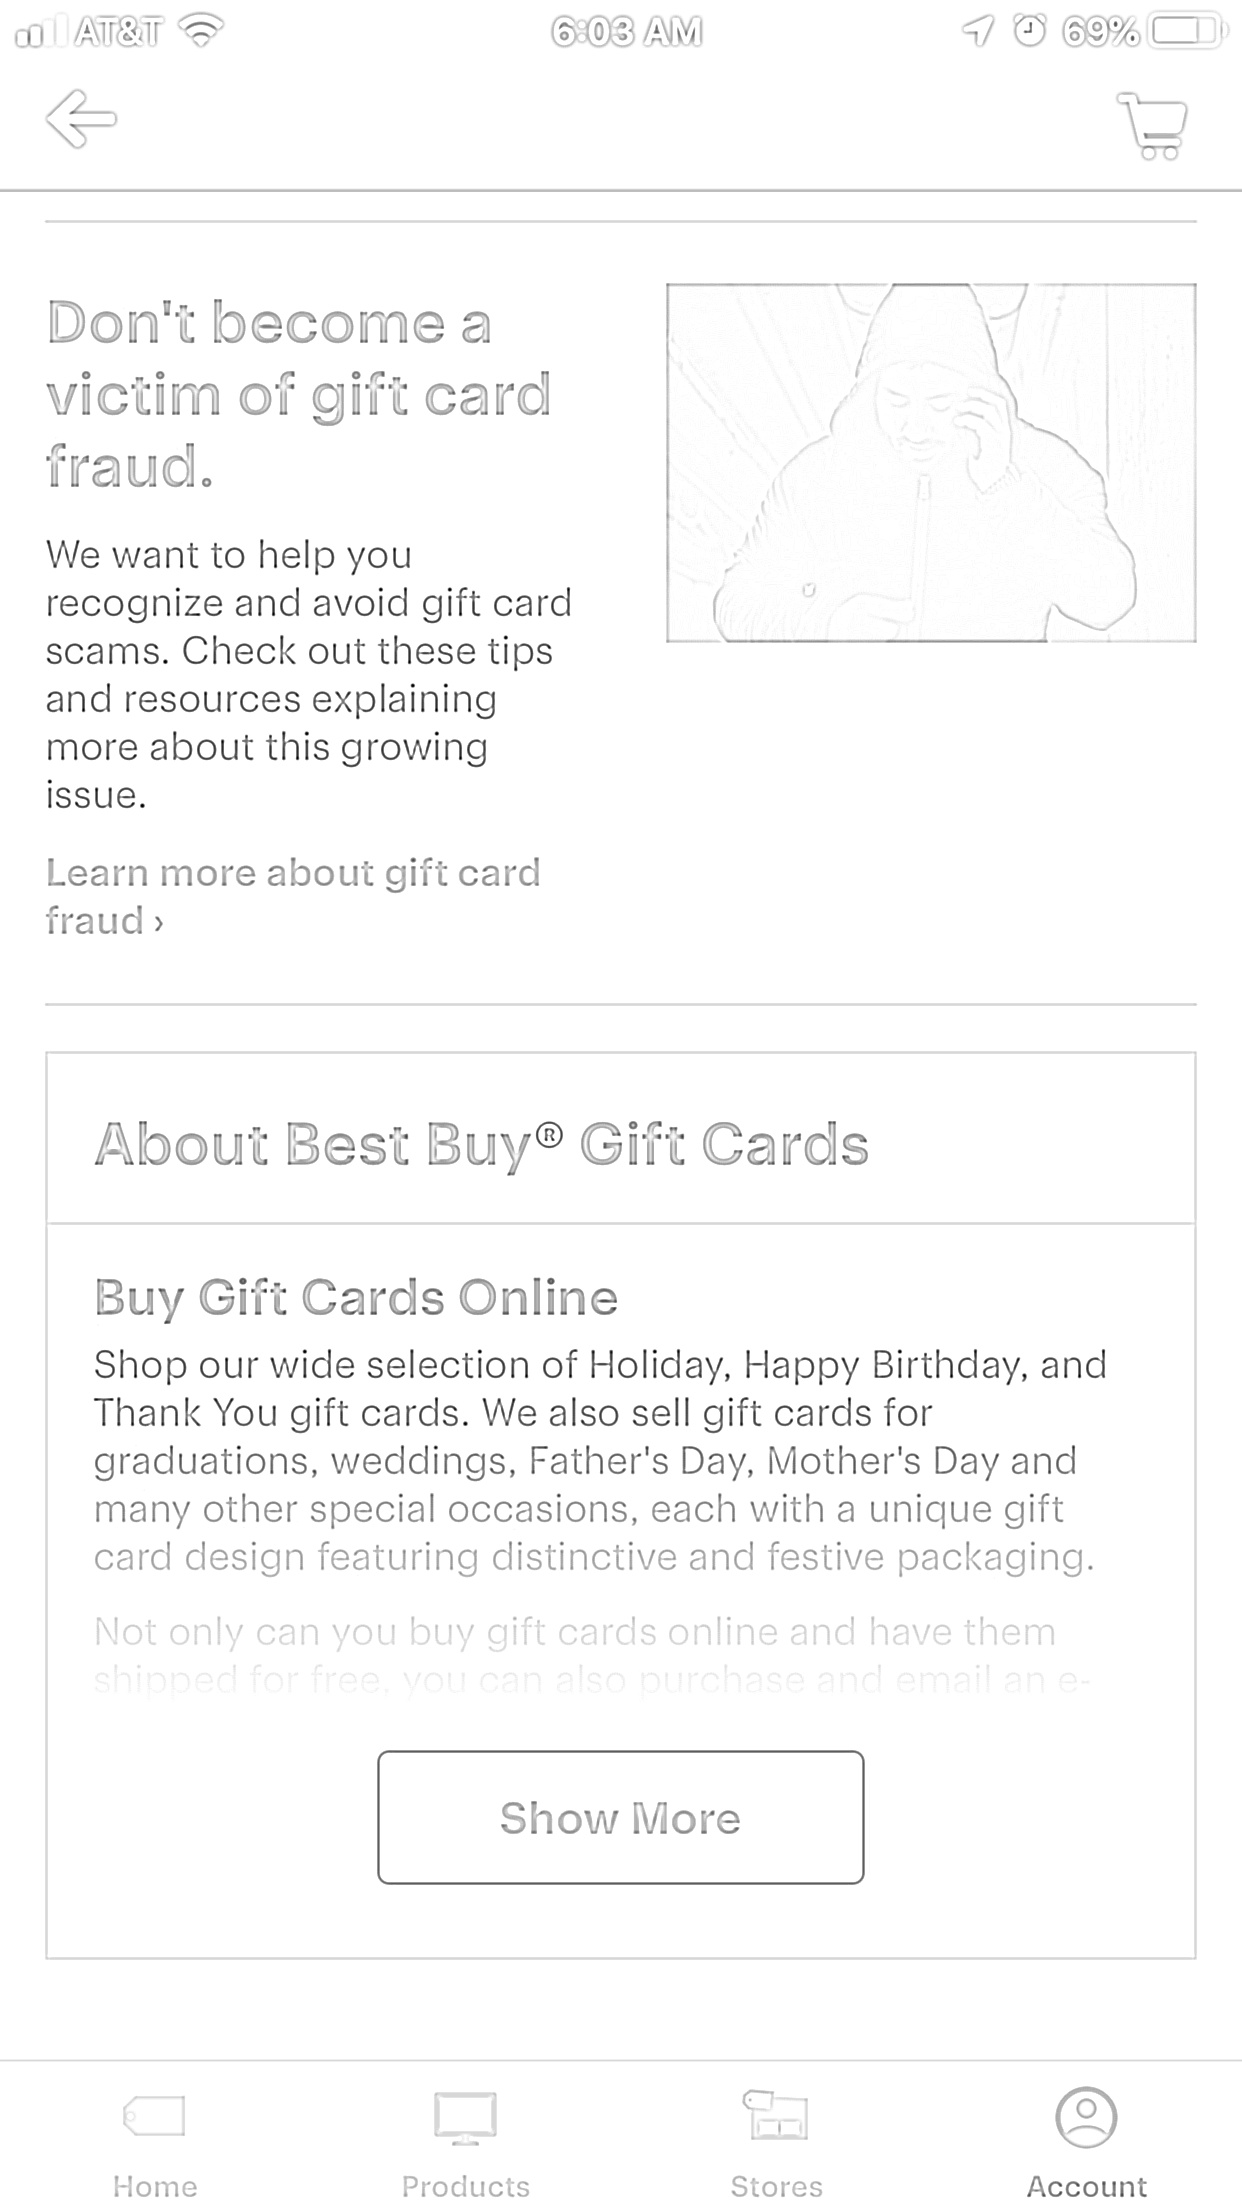 AT&T 6:03 AM 69%
Don't become a
victim of gift card
fraud.
We want to help you
recognize and avoid gift card
scams. Check out these tips
and resources explaining
more about this growing
issue.
Learn more about gift card
fraud ›
About Best Buy® Gift Cards
Buy Gift Cards Online
Shop our wide selection of Holiday, Happy Birthday, and
Thank You gift cards. We also sell gift cards for
graduations, weddings, Father's Day, Mother's Day and
many other special occasions, each with a unique gift
card design featuring distinctive and festive packaging.
Not only can you buy gift cards online and have them
shipped for free, you can also purchase and email an e-
Show More
Home Products Stores Account